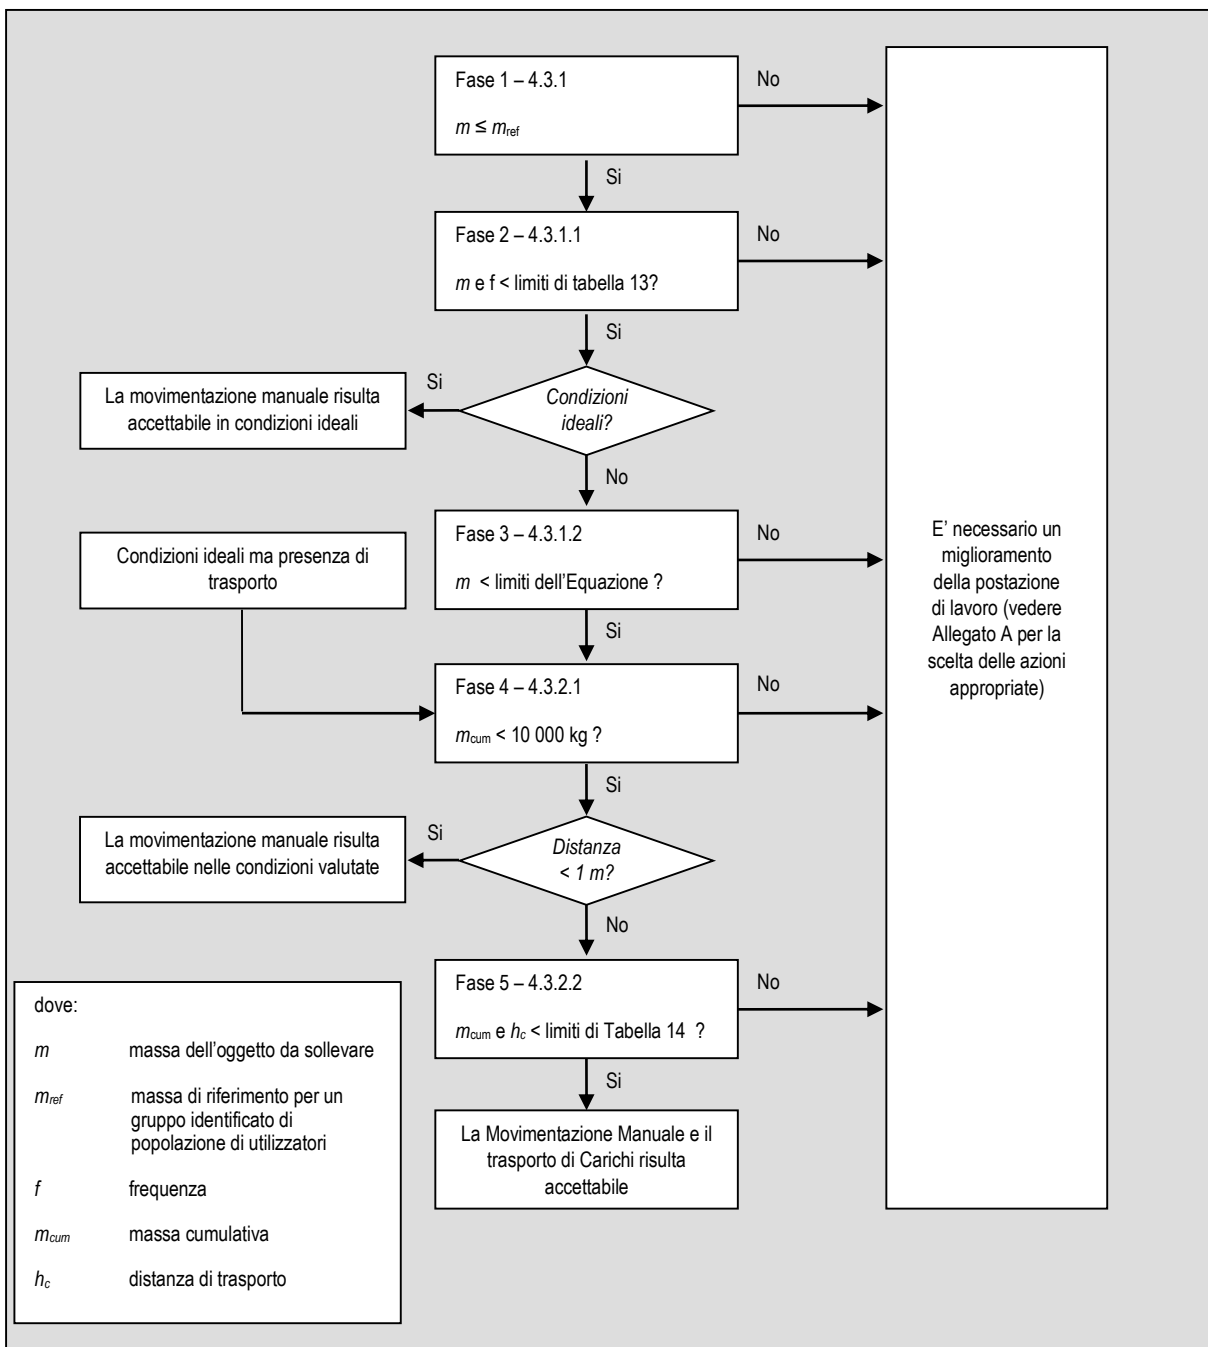 Fase 1 – 4.3.1
m ≤ mref
No
Si
Fase 2 – 4.3.1.1
m e f < limiti di tabella 13?
No
Si
Condizioni
ideali?
Si
La movimentazione manuale risulta
accettabile in condizioni ideali
No
Fase 3 – 4.3.1.2
m < limiti dell'Equazione ?
No
Condizioni ideali ma presenza di
trasporto
Si
Fase 4 – 4.3.2.1
mcum < 10 000 kg ?
No
Si
Distanza
< 1 m?
Si
La movimentazione manuale risulta
accettabile nelle condizioni valutate
No
Fase 5 – 4.3.2.2
mcum e hc < limiti di Tabella 14 ?
No
Si
La Movimentazione Manuale e il
trasporto di Carichi risulta
accettabile
E' necessario un
miglioramento
della postazione
di lavoro (vedere
Allegato A per la
scelta delle azioni
appropriate)
dove:
m massa dell'oggetto da sollevare
mref massa di riferimento per un
gruppo identificato di
popolazione di utilizzatori
f frequenza
mcum massa cumulativa
hc distanza di trasporto